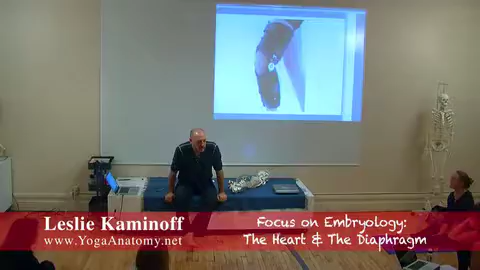 Leslie Kaminoff
www.YogaAnatomy.net
Focus on Embryology:
The Heart & The Diaphragm